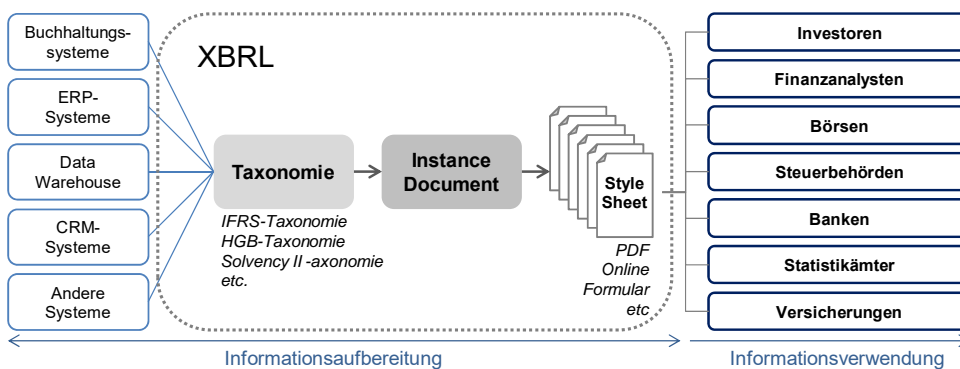 Buchhaltungs-
systeme
ERP-
Systeme
Data
Warehouse
CRM-
Systeme
Andere
Systeme
XBRL
Taxonomie
IFRS-Taxonomie
HGB-Taxonomie
Solvency II -axonomie
etc.
Instance
Document
Style
Sheet
PDF
Online
Formular
etc
Investoren
Finanzanalysten
Börsen
Steuerbehörden
Banken
Statistikämter
Versicherungen
Informationsaufbereitung
Informationsverwendung